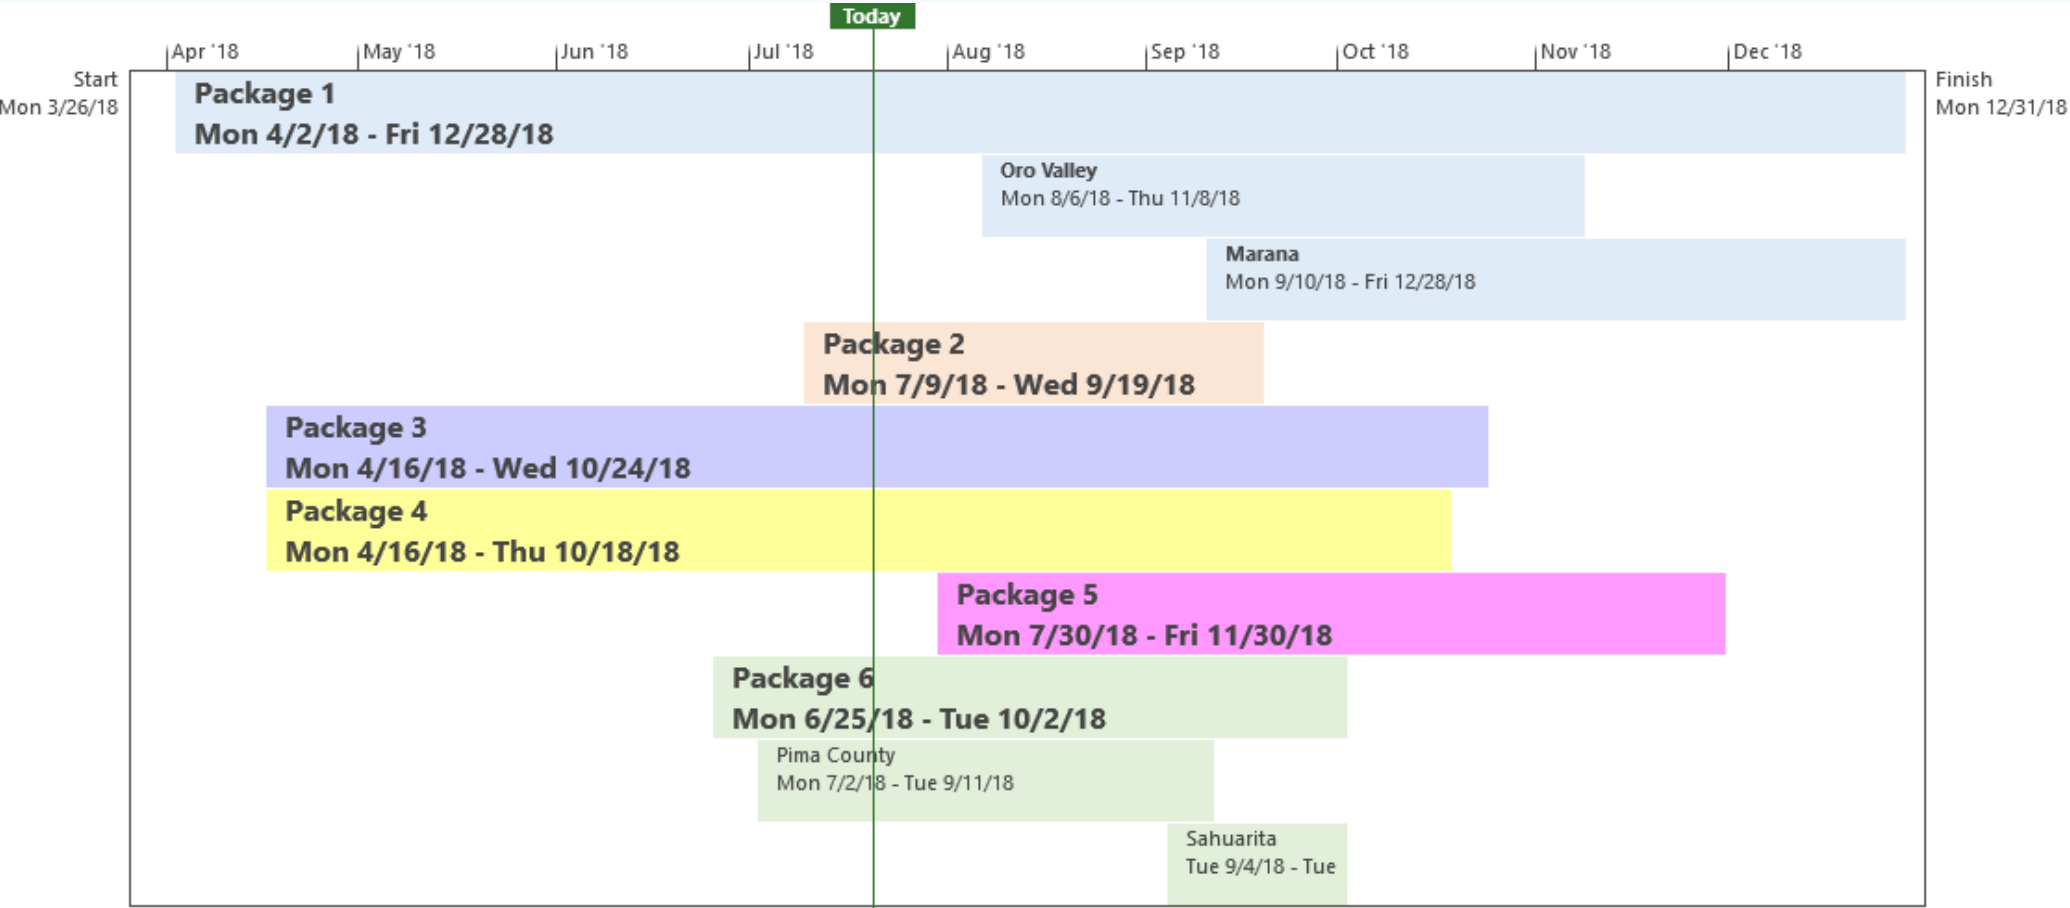 Today
Apr '18 May '18 Jun '18 Jul '18 Aug '18 Sep '18 Oct '18 Nov '18 Dec '18
Start
Mon 3/26/18
Finish
Mon 12/31/18
Package 1
Mon 4/2/18 - Fri 12/28/18
Oro Valley
Mon 8/6/18 - Thu 11/8/18
Marana
Mon 9/10/18 - Fri 12/28/18
Package 2
Mon 7/9/18 - Wed 9/19/18
Package 3
Mon 4/16/18 - Wed 10/24/18
Package 4
Mon 4/16/18 - Thu 10/18/18
Package 5
Mon 7/30/18 - Fri 11/30/18
Package 6
Mon 6/25/18 - Tue 10/2/18
Pima County
Mon 7/2/18 - Tue 9/11/18
Sahuarita
Tue 9/4/18 - Tue